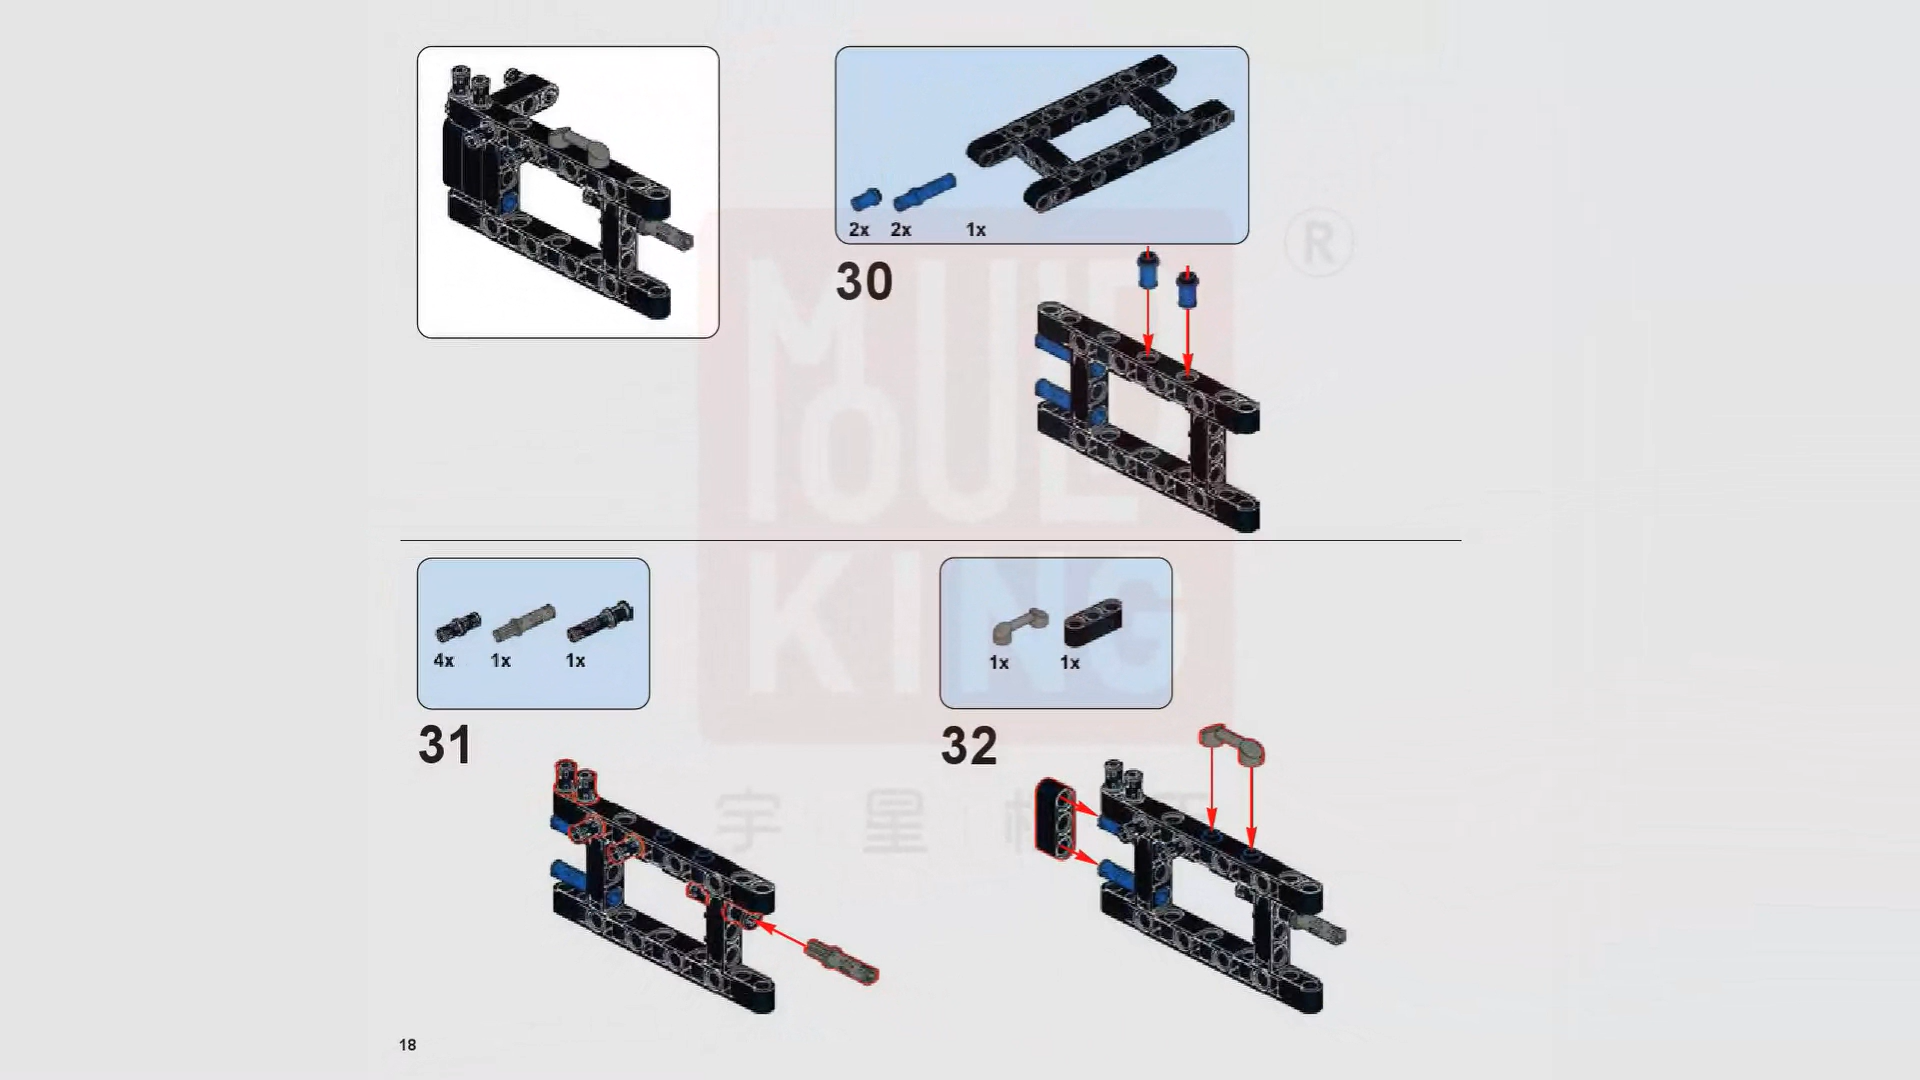 2x 2x 1x
30
4x 1x 1x
31
1x 1x
32
MOULD
KING
®
宇 星 模
18